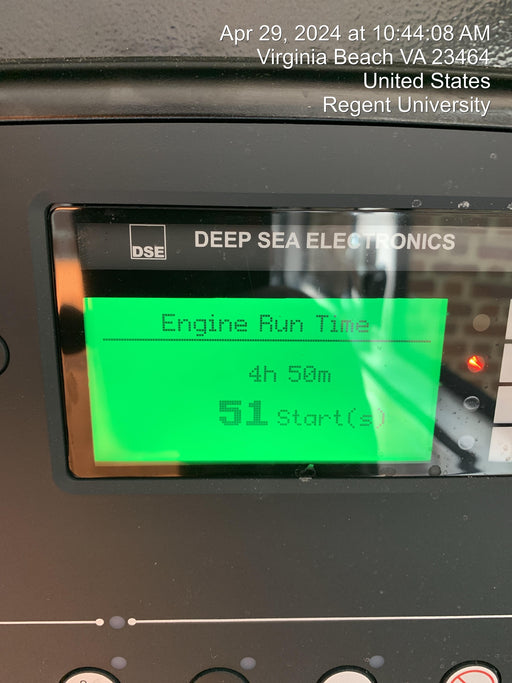 Apr 29, 2024 at 10:44:08 AM
Virginia Beach VA 23464
United States
Regent University
DSE
DEEP SEA ELECTRONICS
Engine Run Time
4h 50m
51 Start(s)